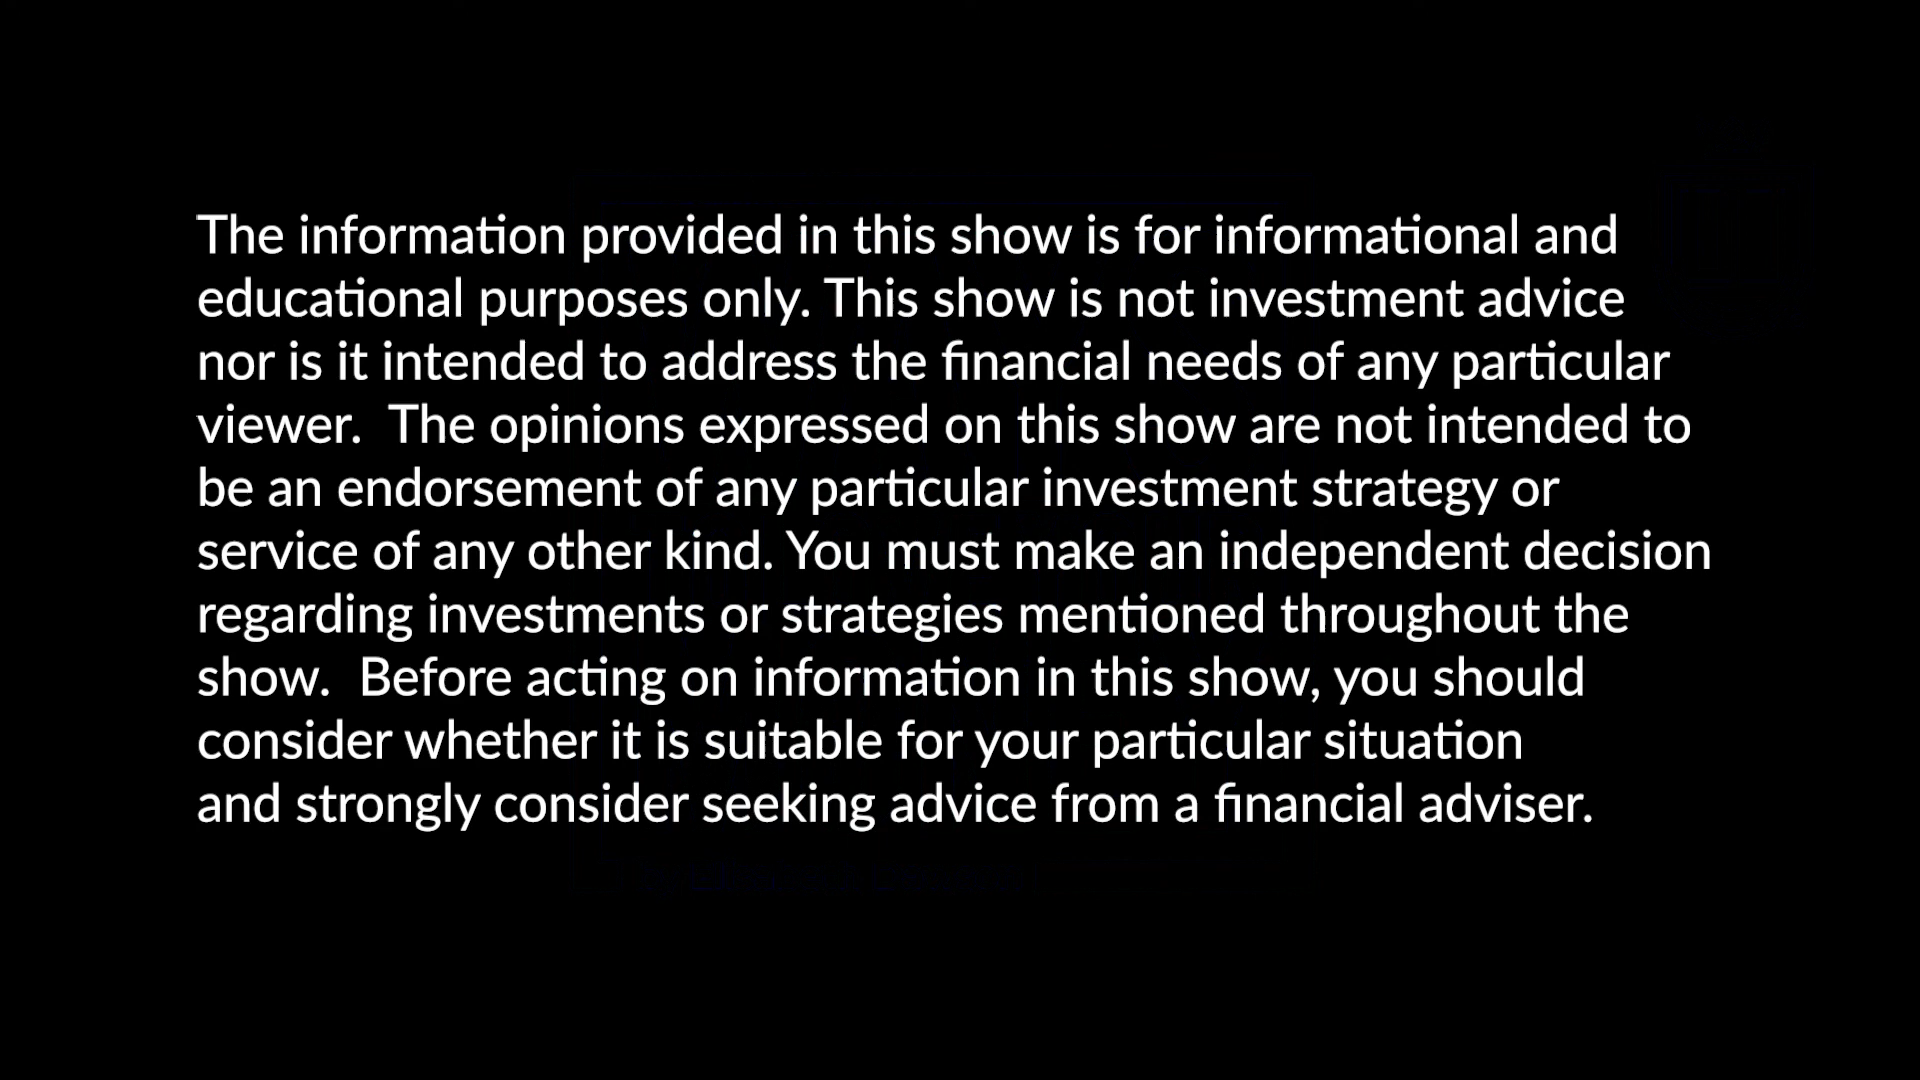 The information provided in this show is for informational and
educational purposes only. This show is not investment advice
nor is it intended to address the financial needs of any particular
viewer.  The opinions expressed on this show are not intended to
be an endorsement of any particular investment strategy or
service of any other kind. You must make an independent decision
regarding investments or strategies mentioned throughout the
show.  Before acting on information in this show, you should
consider whether it is suitable for your particular situation
and strongly consider seeking advice from a financial adviser.